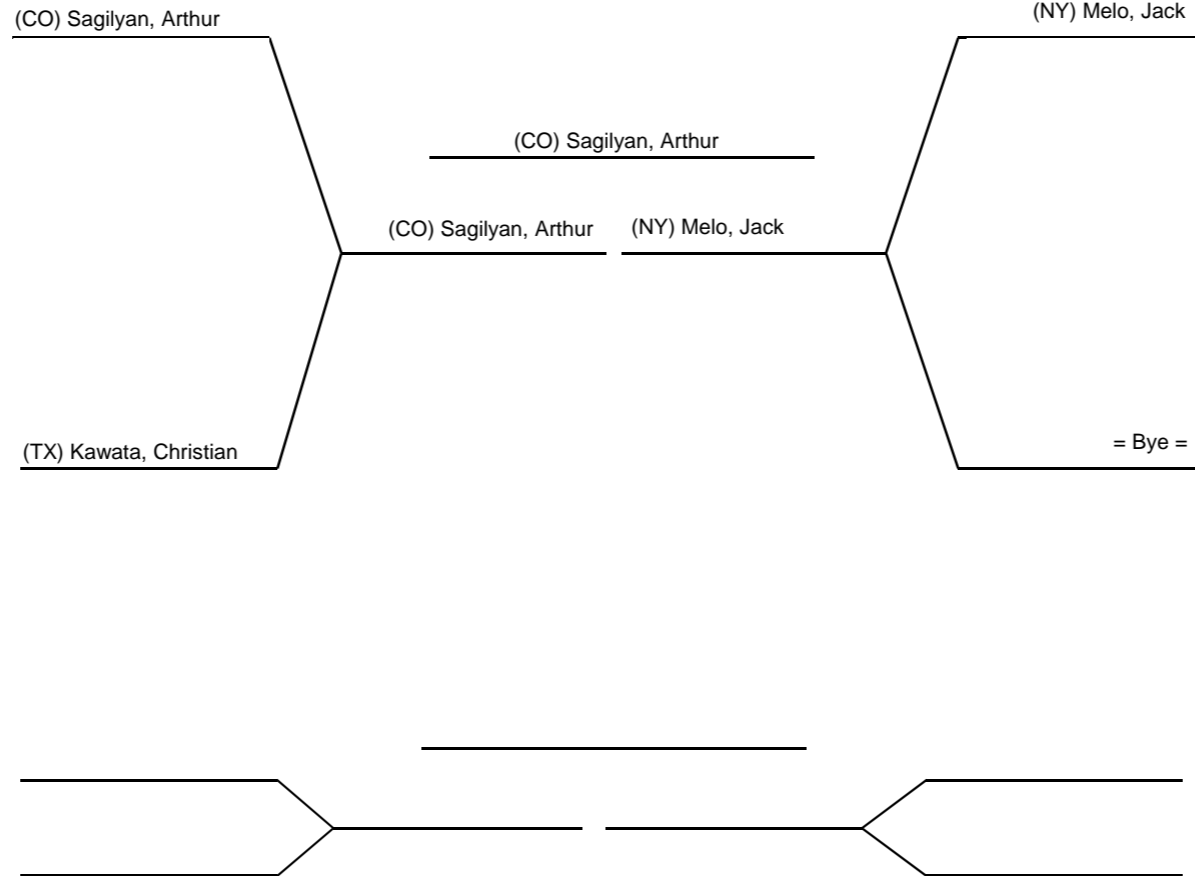 (CO) Sagilyan, Arthur
(NY) Melo, Jack
(CO) Sagilyan, Arthur
(CO) Sagilyan, Arthur
(NY) Melo, Jack
(TX) Kawata, Christian
= Bye =